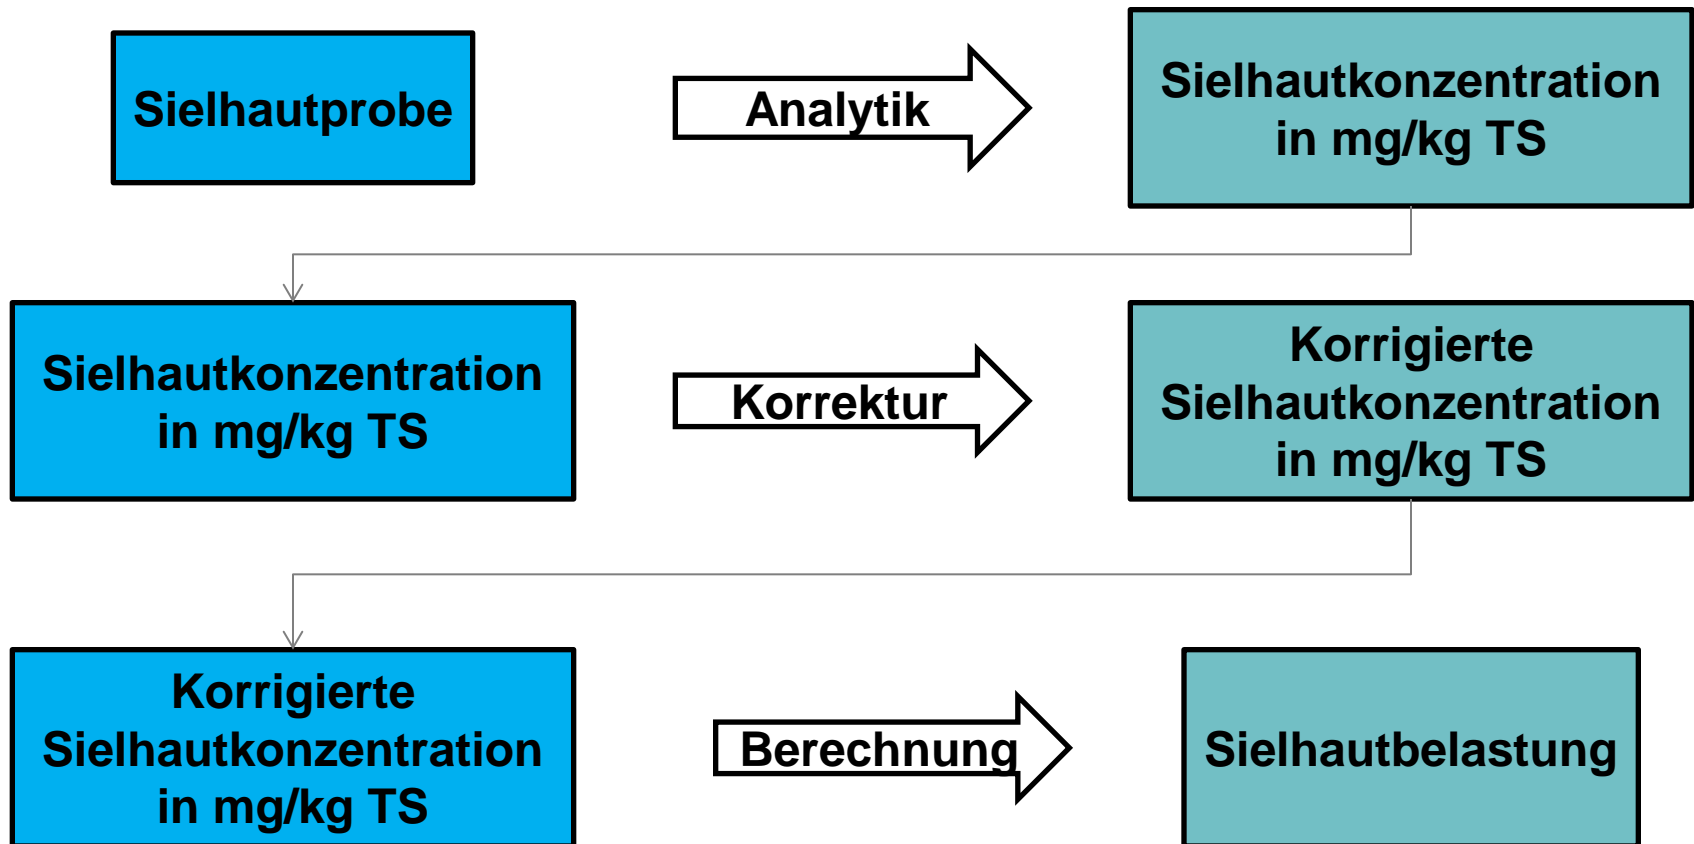 Sielhautprobe
Analytik
Sielhautkonzentration
in mg/kg TS
Sielhautkonzentration
in mg/kg TS
Korrektur
Korrigierte
Sielhautkonzentration
in mg/kg TS
Korrigierte
Sielhautkonzentration
in mg/kg TS
Berechnung
Sielhautbelastung